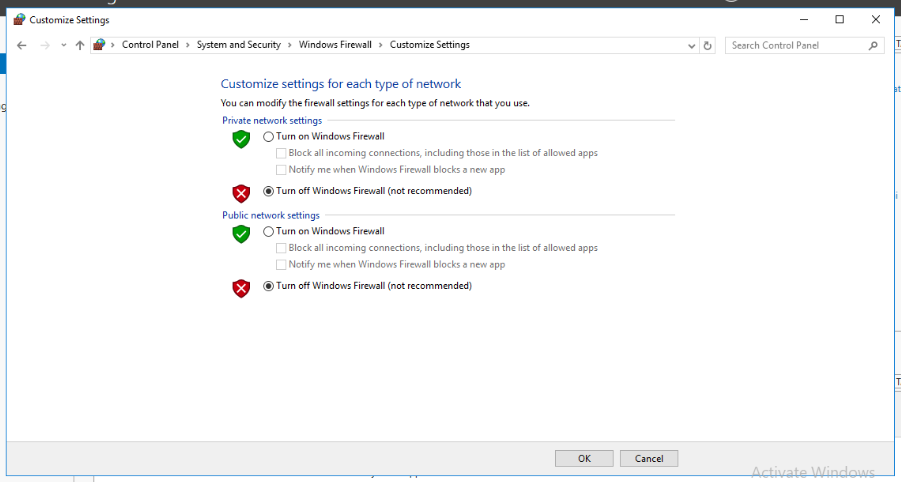 Customize Settings
Control Panel > System and Security > Windows Firewall > Customize Settings
Search Control Panel
Customize settings for each type of network
You can modify the firewall settings for each type of network that you use.
Private network settings
Turn on Windows Firewall
Block all incoming connections, including those in the list of allowed apps
Notify me when Windows Firewall blocks a new app
Turn off Windows Firewall (not recommended)
Public network settings
Turn on Windows Firewall
Block all incoming connections, including those in the list of allowed apps
Notify me when Windows Firewall blocks a new app
Turn off Windows Firewall (not recommended)
OK
Cancel
Activate Windows